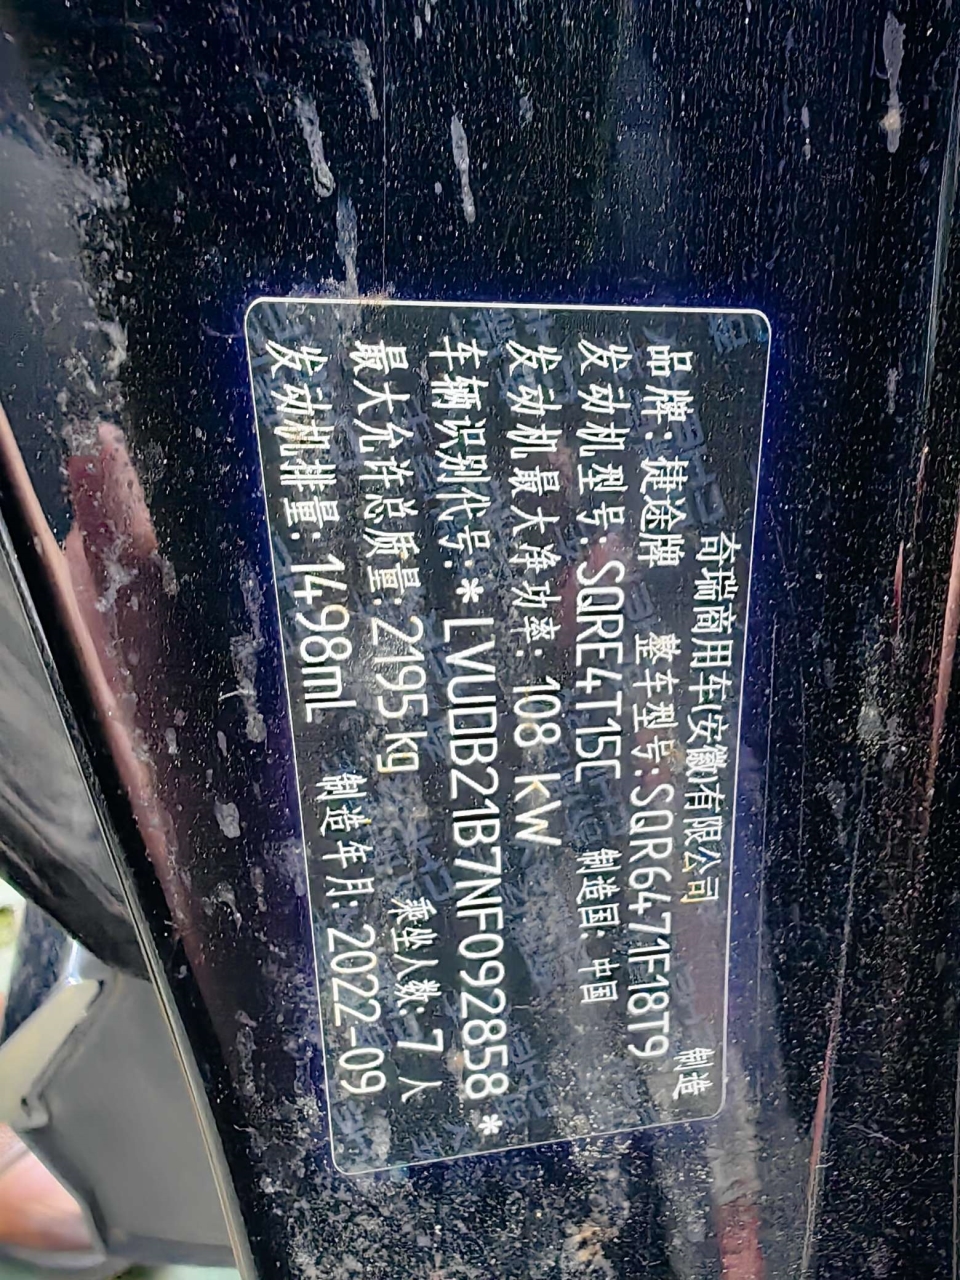 奇瑞商用车(安徽)有限公司 制造
品牌: 捷途牌 整车型号:SQR6471F18T9
发动机型号: SQRE4T15C 制造国: 中国
发动机最大净功率: 108 kW
车辆识别代号:* LVUDB21B7NF092858 *
最大允许总质量: 2195kg 乘坐人数: 7 人
发动机排量: 1498mL 制造年月: 2022-09